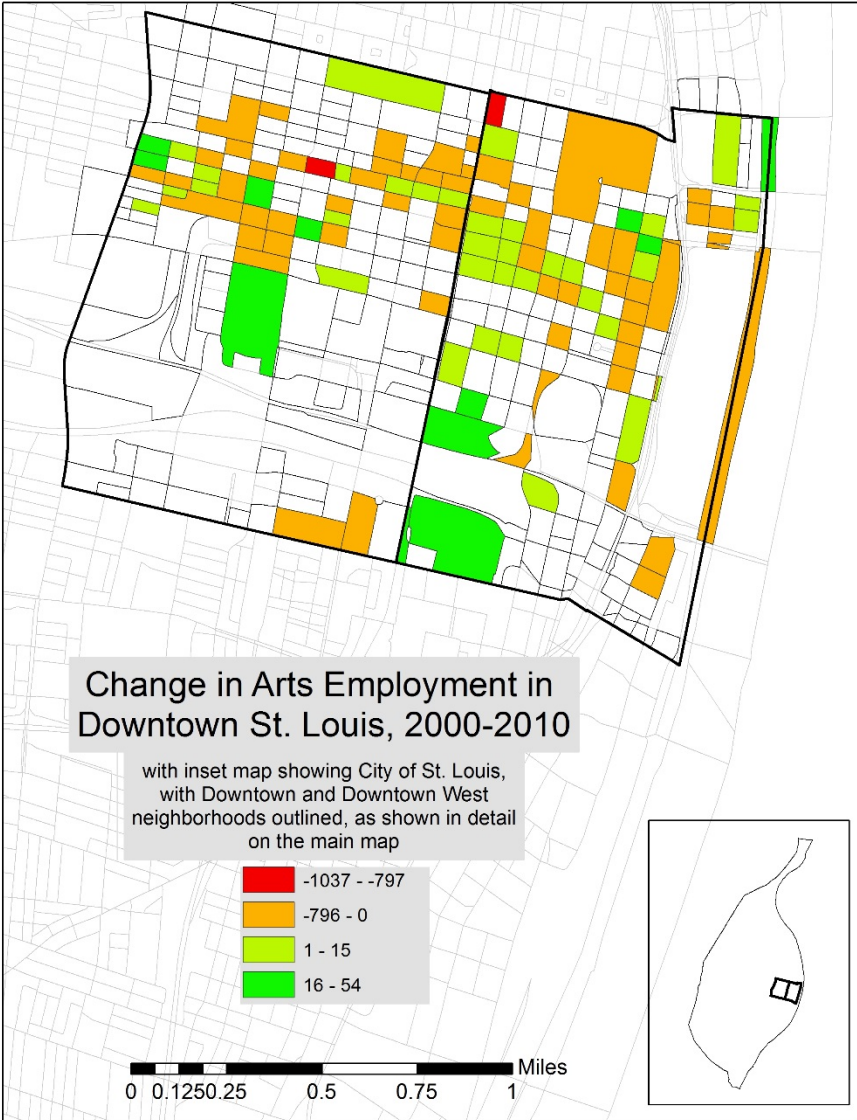 Change in Arts Employment in
Downtown St. Louis, 2000-2010
with inset map showing City of St. Louis,
with Downtown and Downtown West
neighborhoods outlined, as shown in detail
on the main map
-1037 - -797
-796 - 0
1 - 15
16 - 54
Miles
0 0.1250.25 0.5 0.75 1